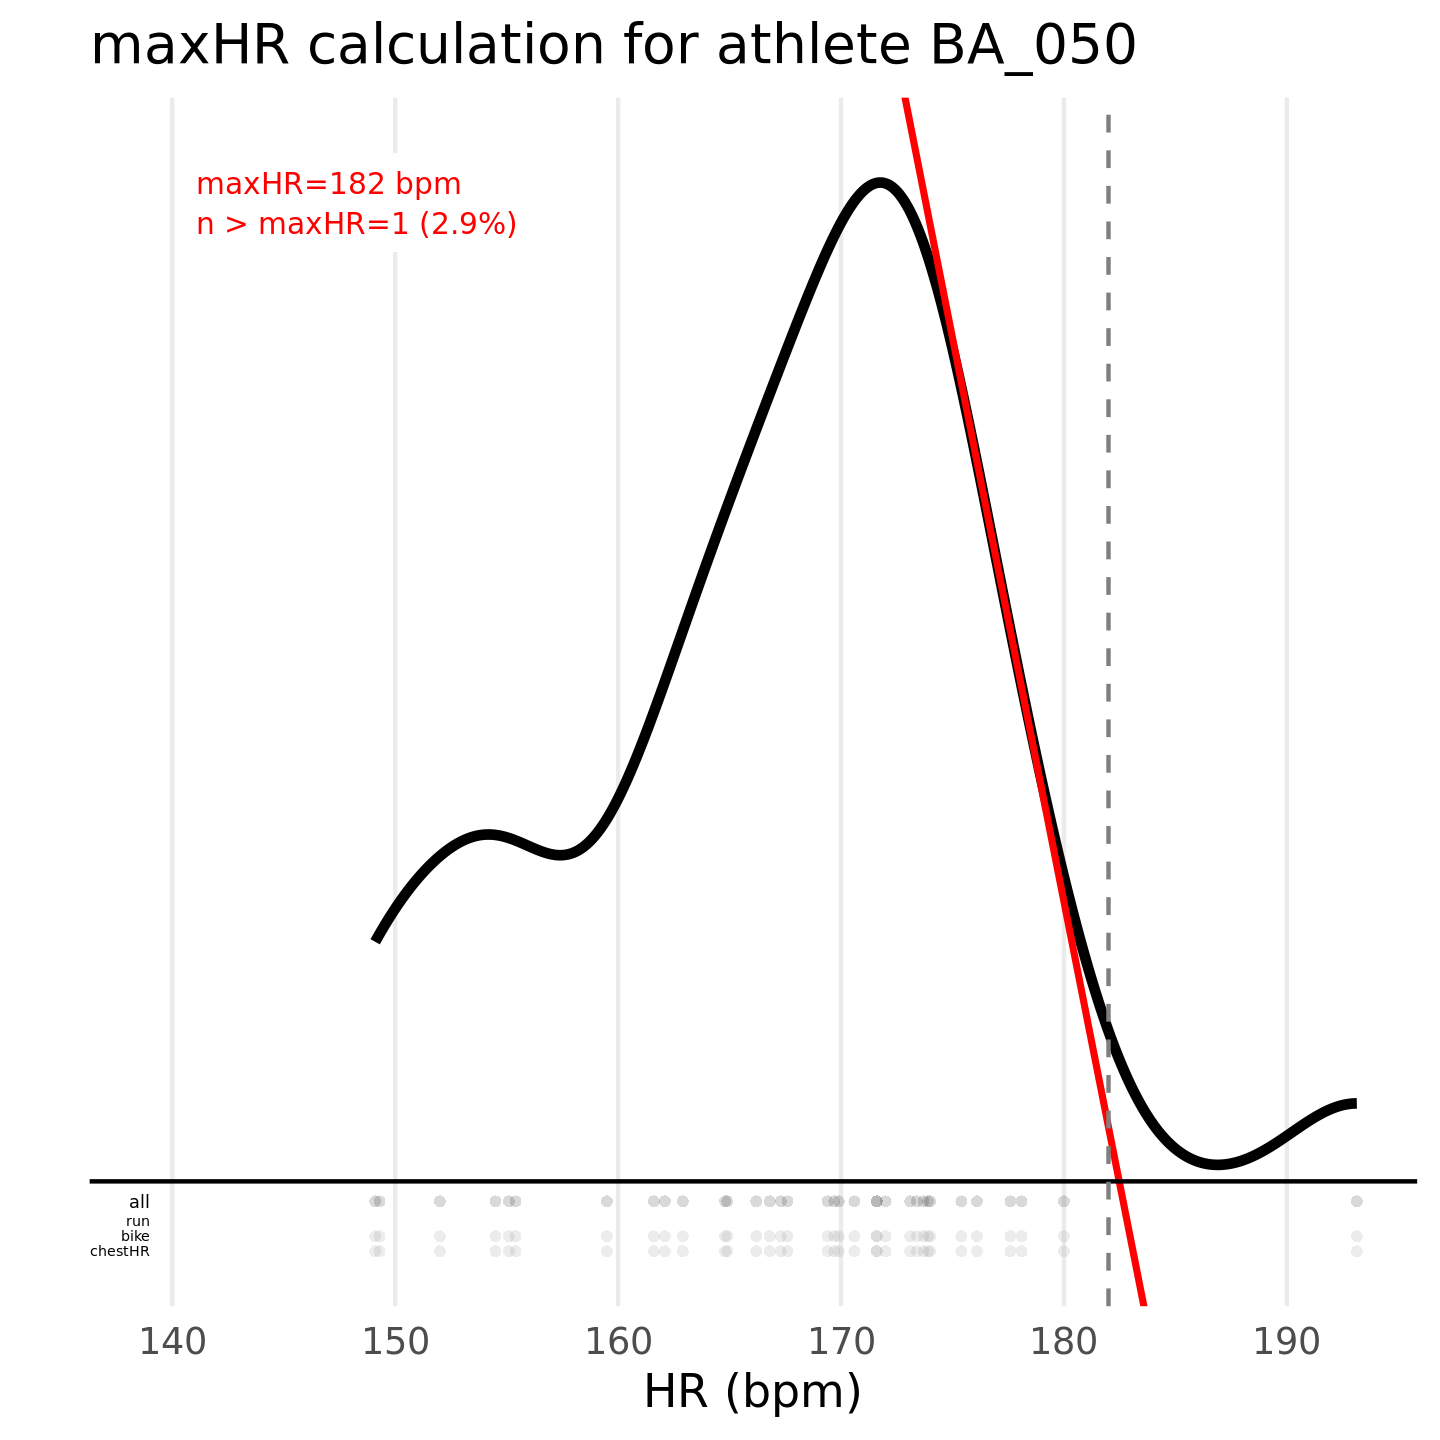 maxHR calculation for athlete BA_050
maxHR=182 bpm
n > maxHR=1 (2.9%)
all
run
bike
chestHR
140 150 160 170 180 190
HR (bpm)